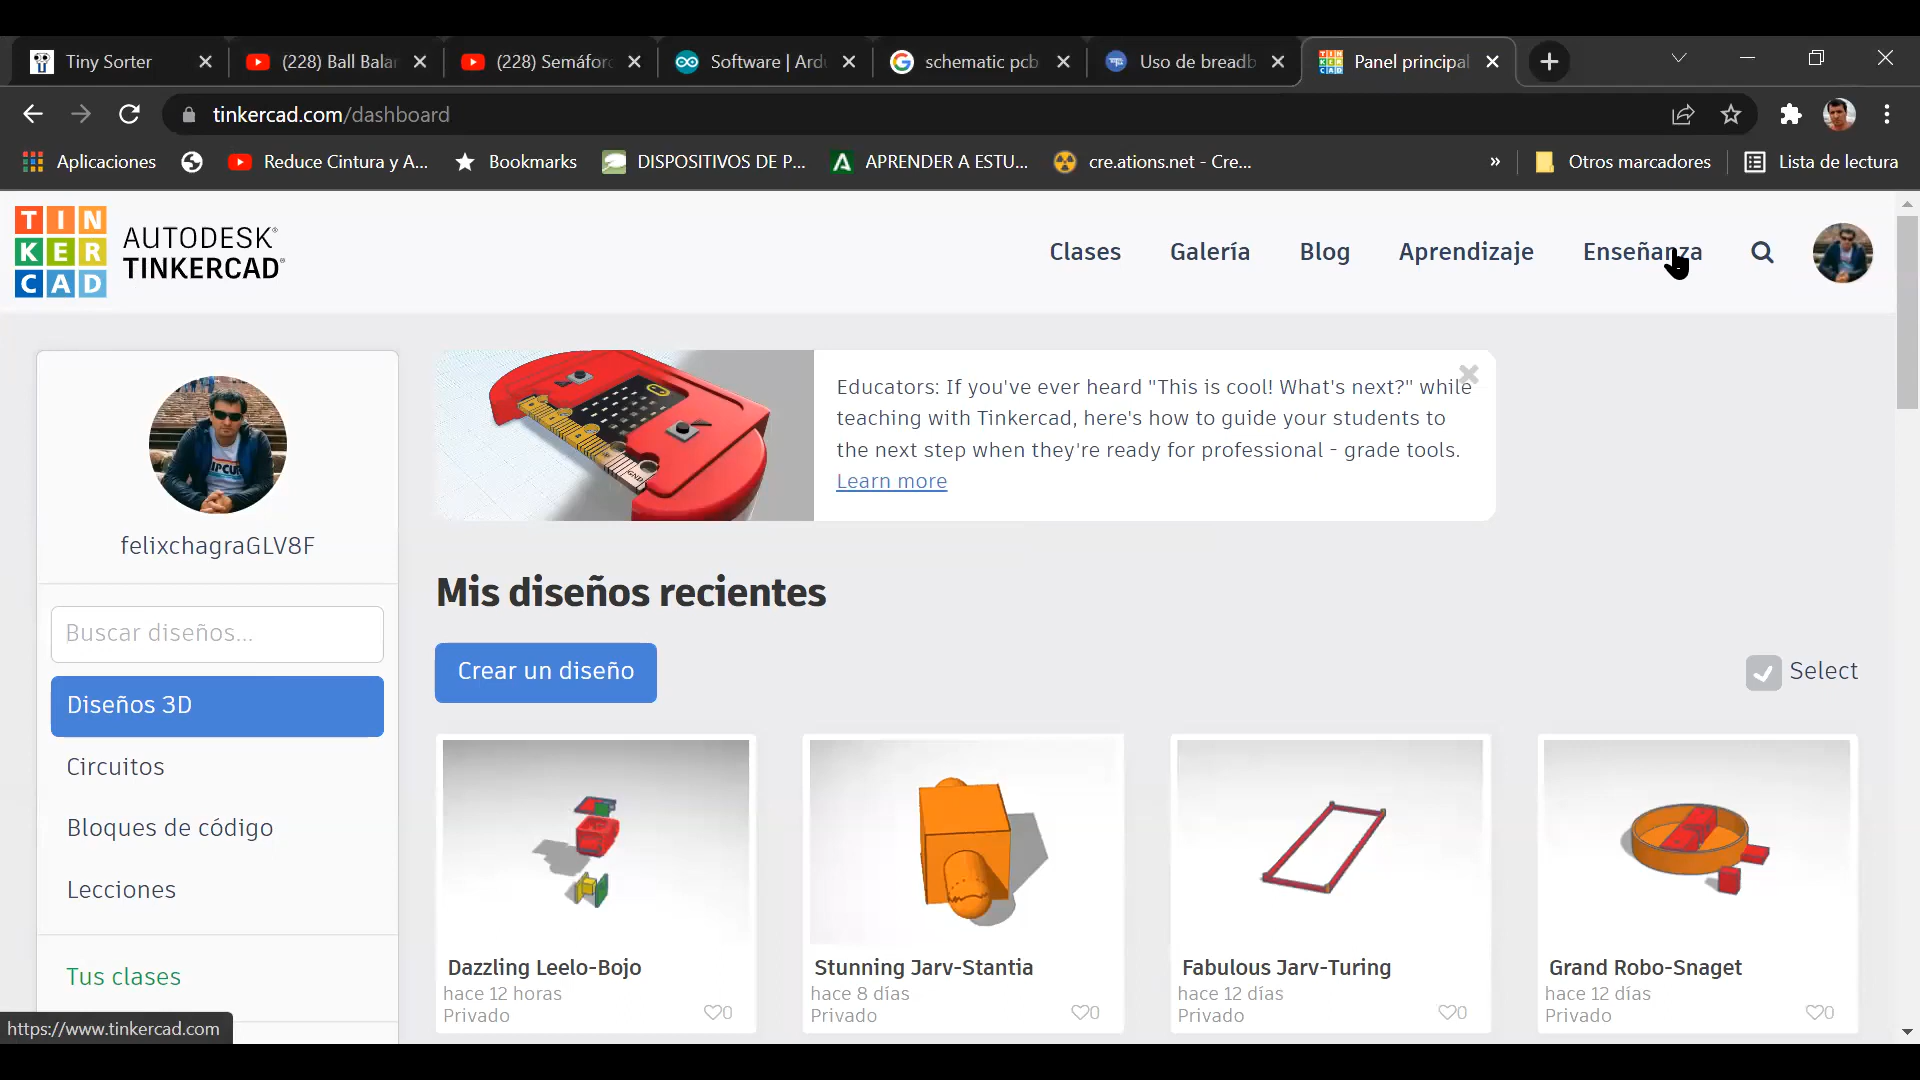 Tiny Sorter
(228) Ball Balan
(228) Semáforo
Software | Ardu
schematic pcb
Uso de breadb
Panel principal
tinkercad.com/dashboard
Aplicaciones
Reduce Cintura y A...
Bookmarks
DISPOSITIVOS DE P...
APRENDER A ESTU...
cre.ations.net - Cre...
»
Otros marcadores
Lista de lectura
TINKERCAD
AUTODESK®
TINKERCAD®
Clases
Galería
Blog
Aprendizaje
Enseñanza
felixchagraGLV8F
Buscar diseños...
Diseños 3D
Circuitos
Bloques de código
Lecciones
Tus clases
GND
Educators: If you've ever heard "This is cool! What's next?" while
teaching with Tinkercad, here's how to guide your students to
the next step when they're ready for professional - grade tools.
Learn more
Mis diseños recientes
Crear un diseño
Select
Dazzling Leelo-Bojo
hace 12 horas
Privado
0
Stunning Jarv-Stantia
hace 8 días
Privado
0
Fabulous Jarv-Turing
hace 12 días
Privado
0
Grand Robo-Snaget
hace 12 días
Privado
0
https://www.tinkercad.com